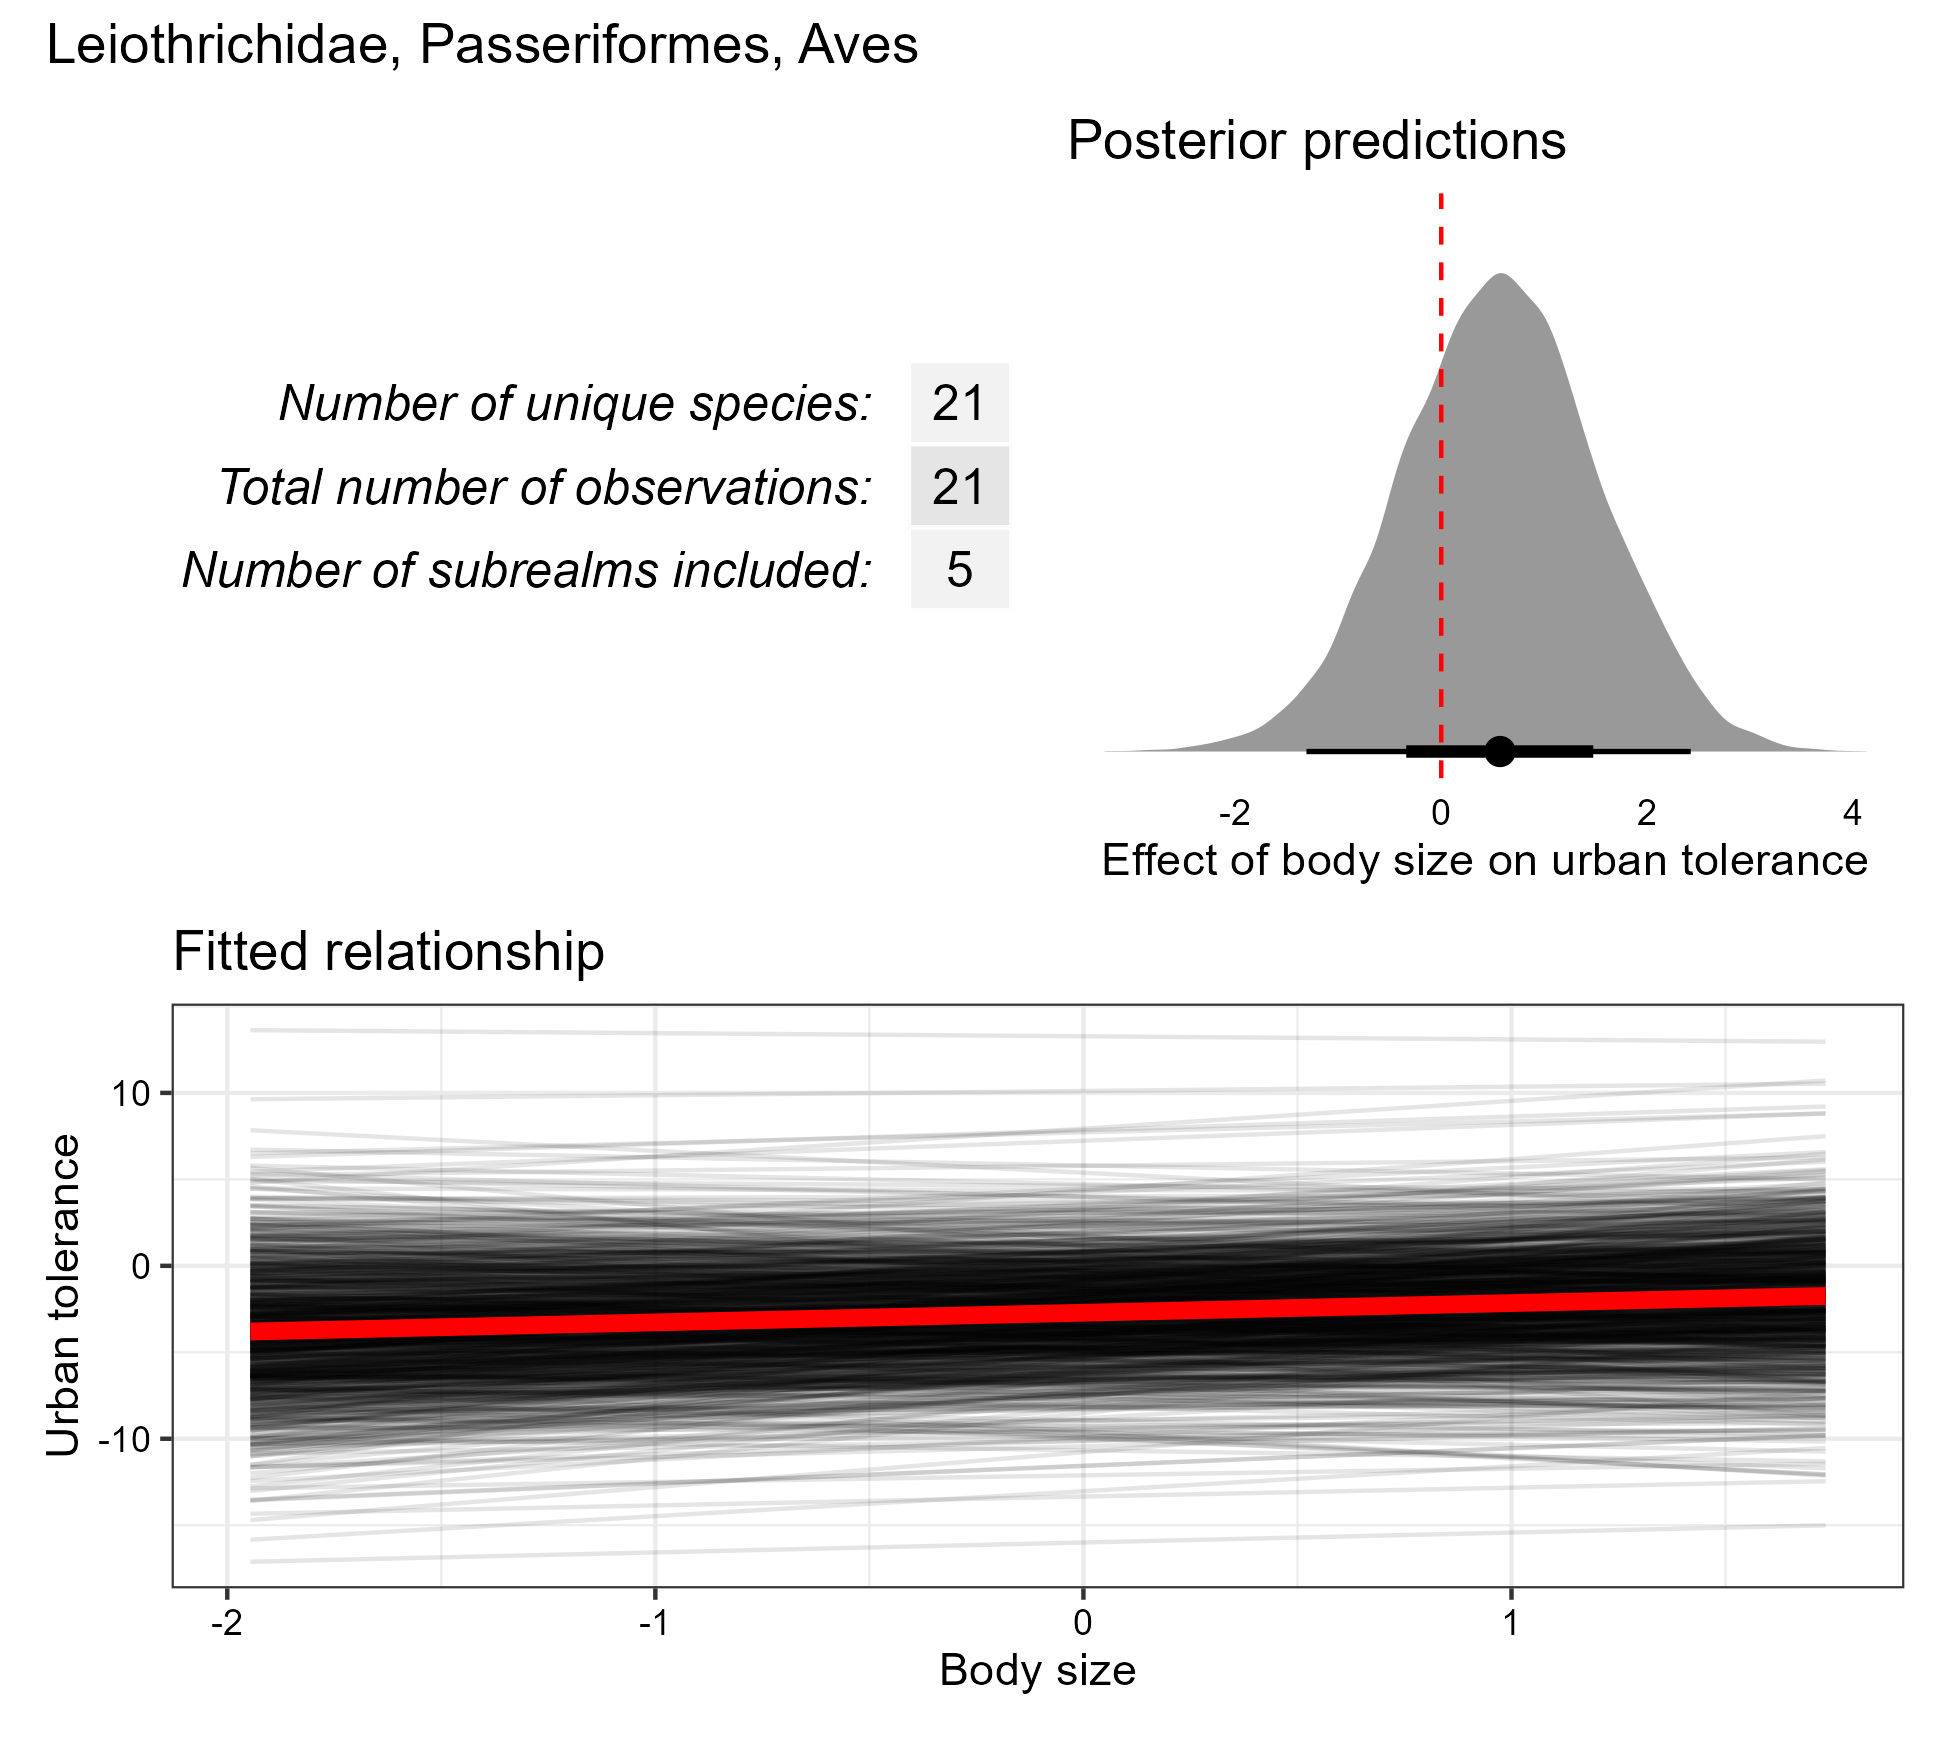 Leiothrichidae, Passeriformes, Aves
Posterior predictions
Number of unique species: 21
Total number of observations: 21
Number of subrealms included: 5
-2 0 2 4
Effect of body size on urban tolerance
Fitted relationship
Urban tolerance
10
0
-10
-2 -1 0 1
Body size